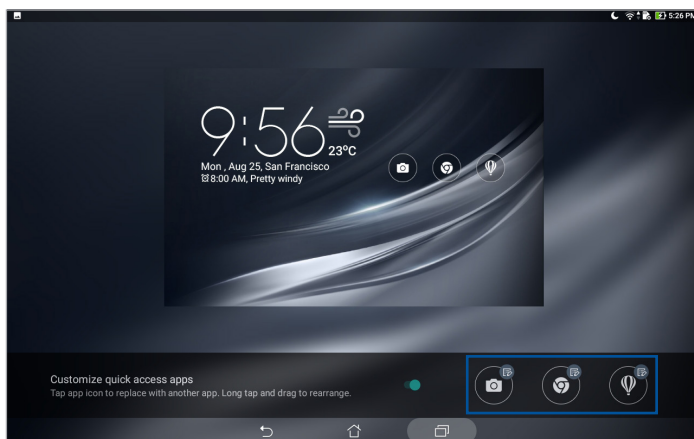 5:26 PM
9:56
23°C
Mon , Aug 25, San Francisco
8:00 AM, Pretty windy
Customize quick access apps
Tap app icon to replace with another app. Long tap and drag to rearrange.